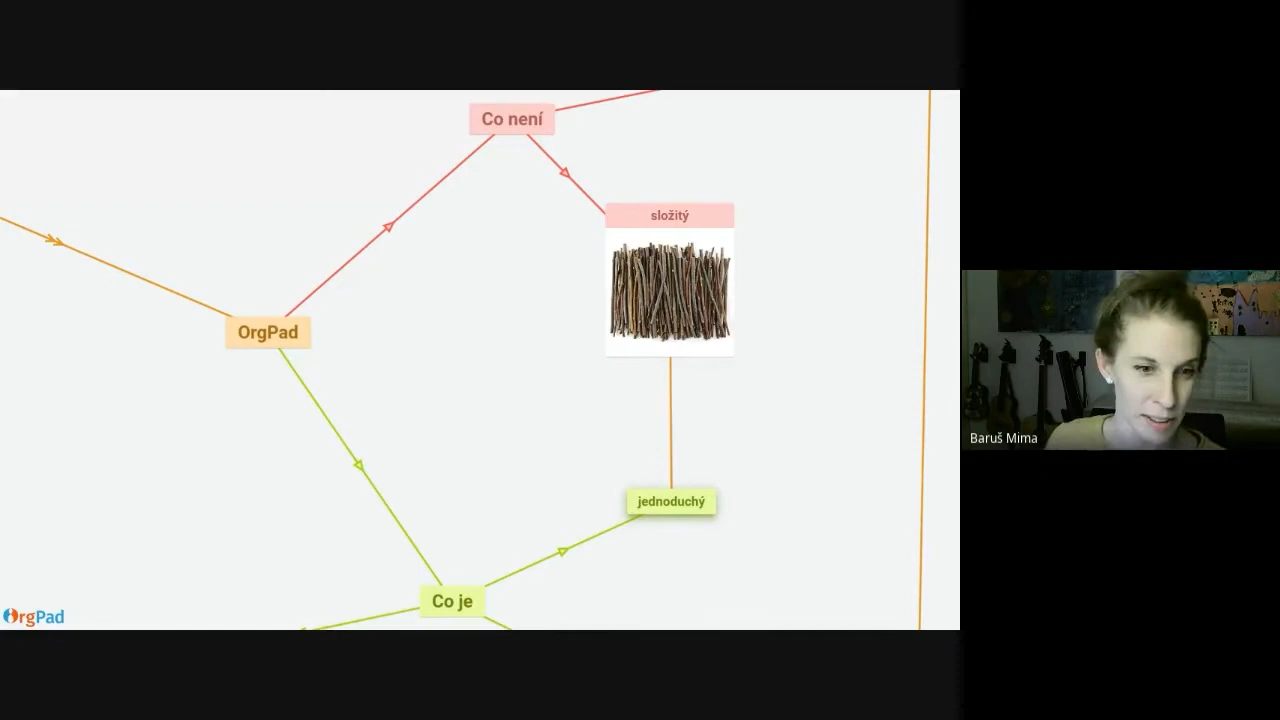 Co není
složitý
OrgPad
jednoduchý
Co je
OrgPad
Baruš Mima